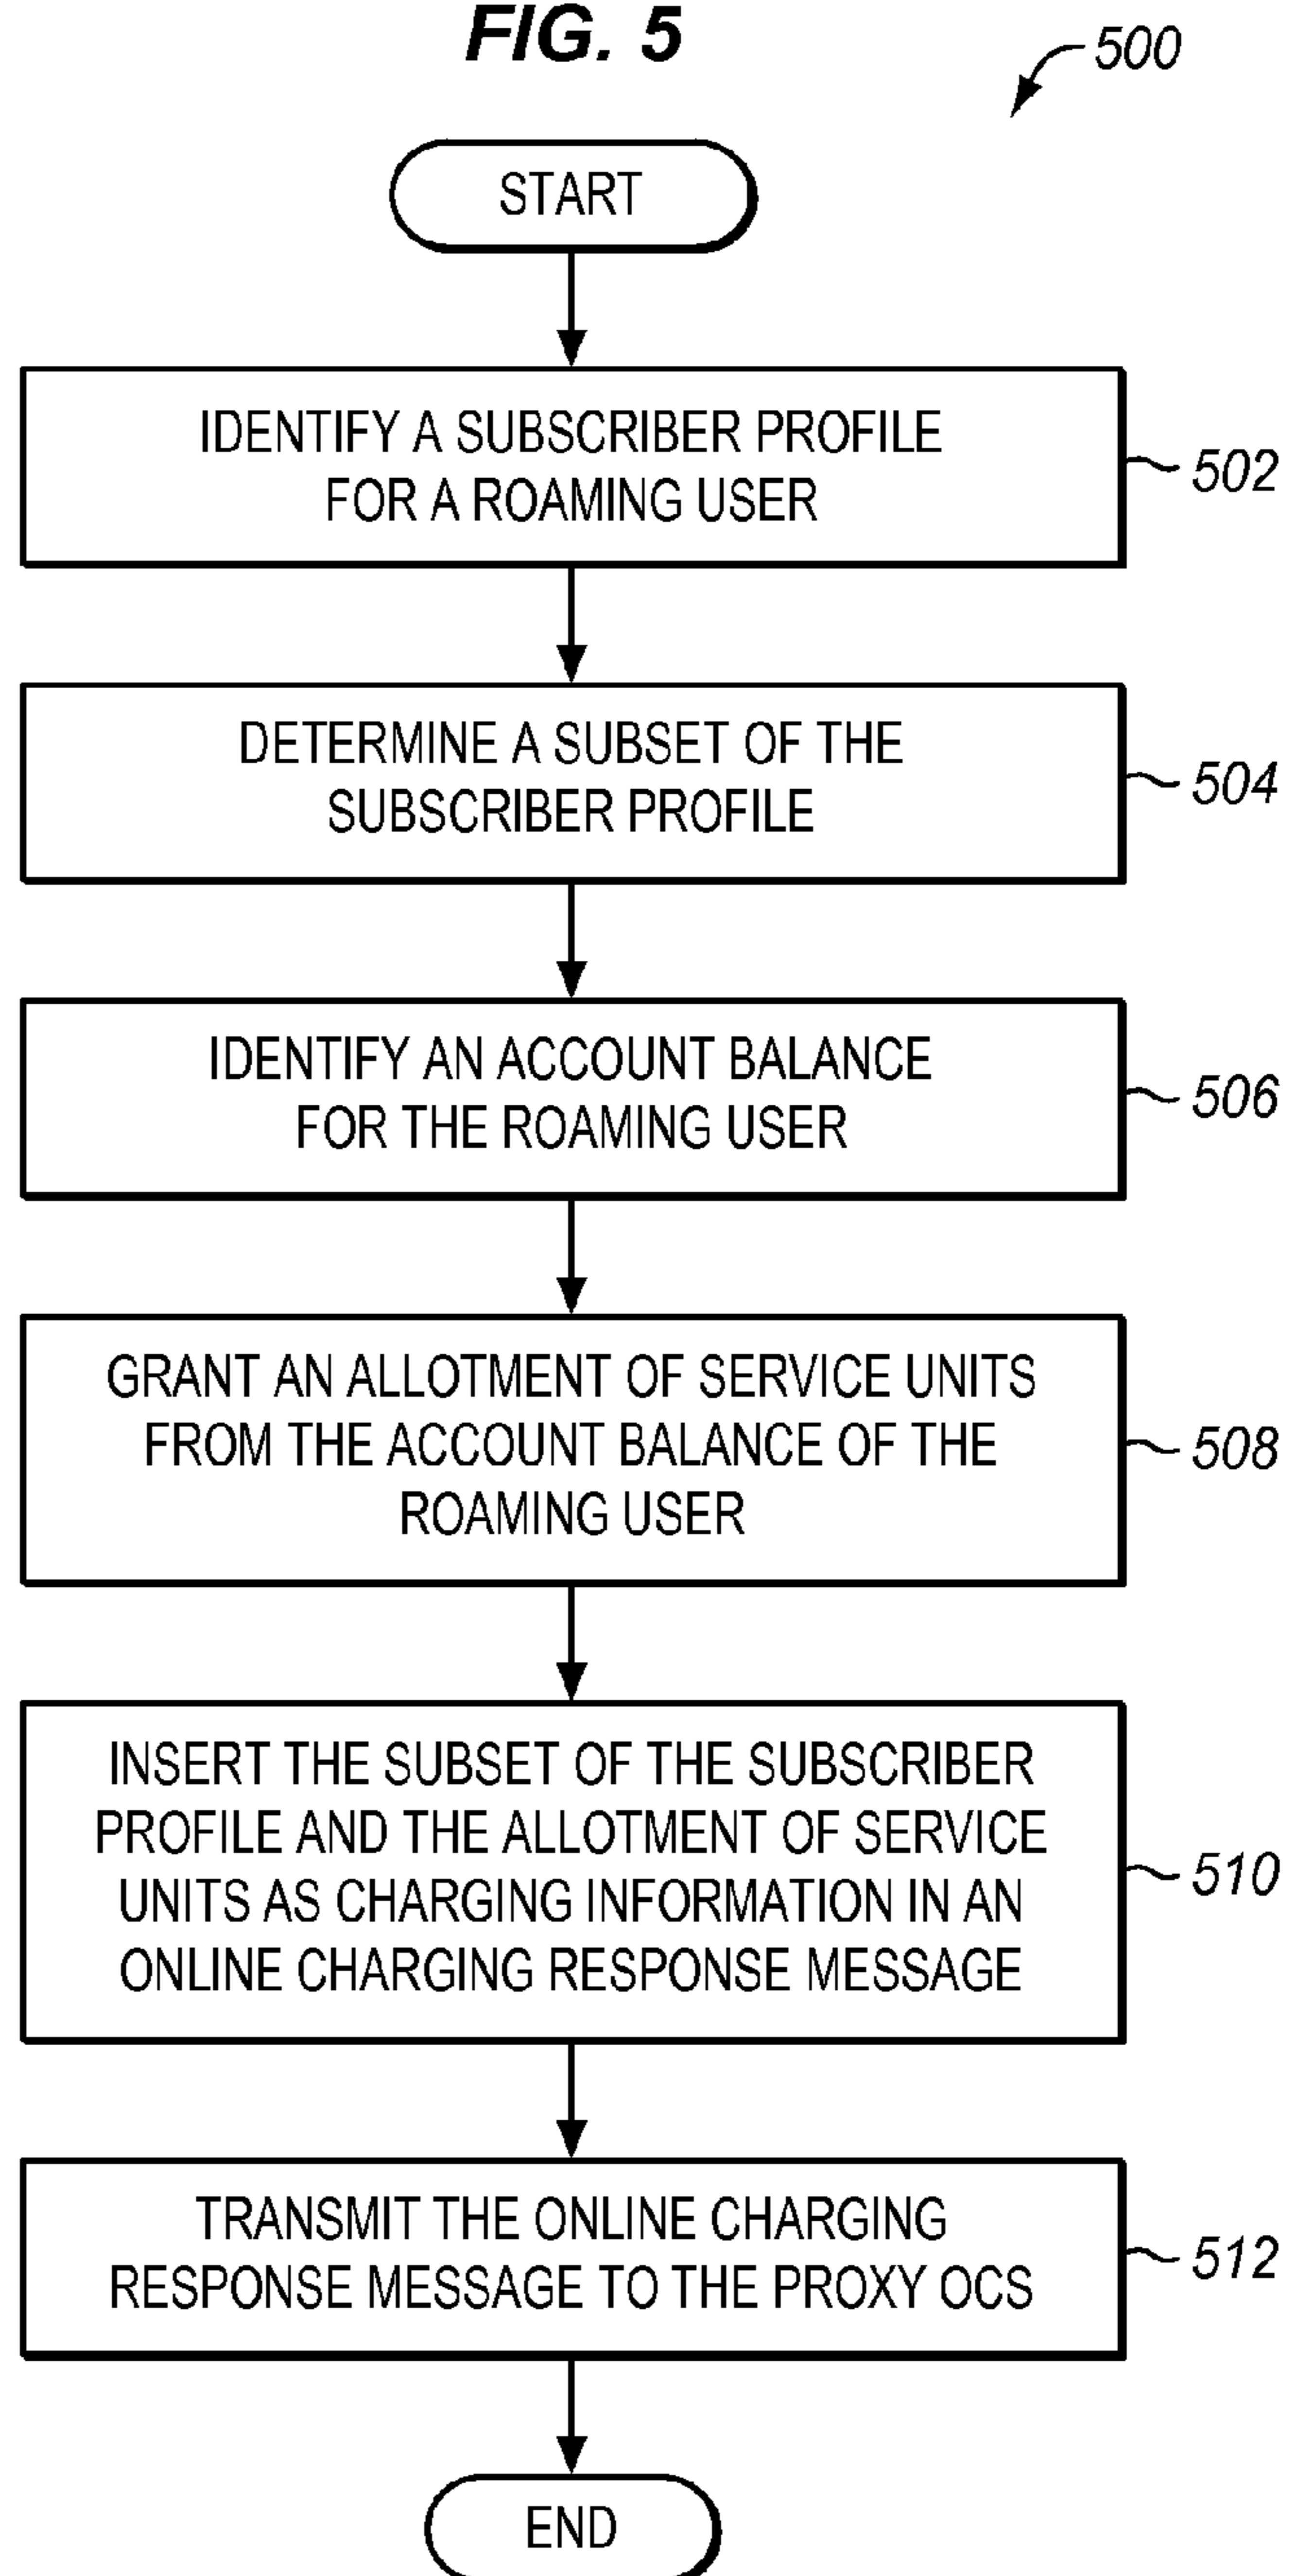 FIG. 5
500
START
IDENTIFY A SUBSCRIBER PROFILE
FOR A ROAMING USER
502
DETERMINE A SUBSET OF THE
SUBSCRIBER PROFILE
504
IDENTIFY AN ACCOUNT BALANCE
FOR THE ROAMING USER
506
GRANT AN ALLOTMENT OF SERVICE UNITS
FROM THE ACCOUNT BALANCE OF THE
ROAMING USER
508
INSERT THE SUBSET OF THE SUBSCRIBER
PROFILE AND THE ALLOTMENT OF SERVICE
UNITS AS CHARGING INFORMATION IN AN
ONLINE CHARGING RESPONSE MESSAGE
510
TRANSMIT THE ONLINE CHARGING
RESPONSE MESSAGE TO THE PROXY OCS
512
END